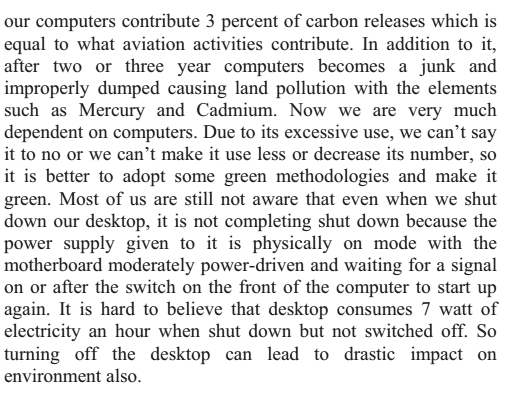 our computers contribute 3 percent of carbon releases which is
equal to what aviation activities contribute. In addition to it,
after two or three year computers becomes a junk and
improperly dumped causing land pollution with the elements
such as Mercury and Cadmium. Now we are very much
dependent on computers. Due to its excessive use, we can’t say
it to no or we can’t make it use less or decrease its number, so
it is better to adopt some green methodologies and make it
green. Most of us are still not aware that even when we shut
down our desktop, it is not completing shut down because the
power supply given to it is physically on mode with the
motherboard moderately power-driven and waiting for a signal
on or after the switch on the front of the computer to start up
again. It is hard to believe that desktop consumes 7 watt of
electricity an hour when shut down but not switched off. So
turning off the desktop can lead to drastic impact on
environment also.